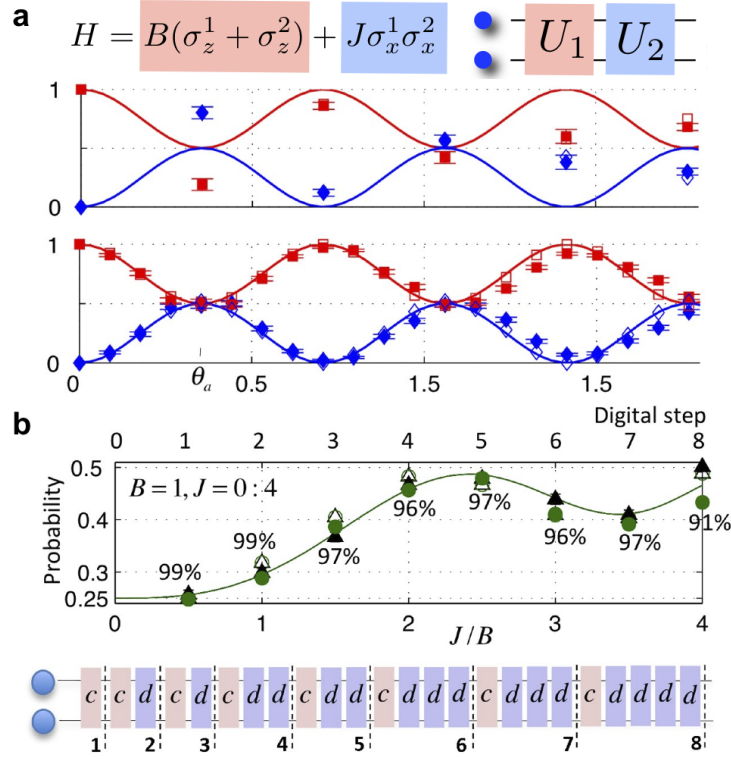 a
H = B(σ_z^1 + σ_z^2) + Jσ_x^1σ_x^2
U_1 U_2
1
0
1
0
0 θ_a 0.5 1.5 1.5
b
Digital step
0 1 2 3 4 5 6 7 8
0.5
0.4
0.3
0.25
Probability
B = 1, J = 0 : 4
99% 99% 97% 96% 97% 96% 97% 91%
0 1 2 3 4
J/B
c c d c d c d d c d d c d d d c d d d c d d d d
1 2 3 4 5 6 7 8